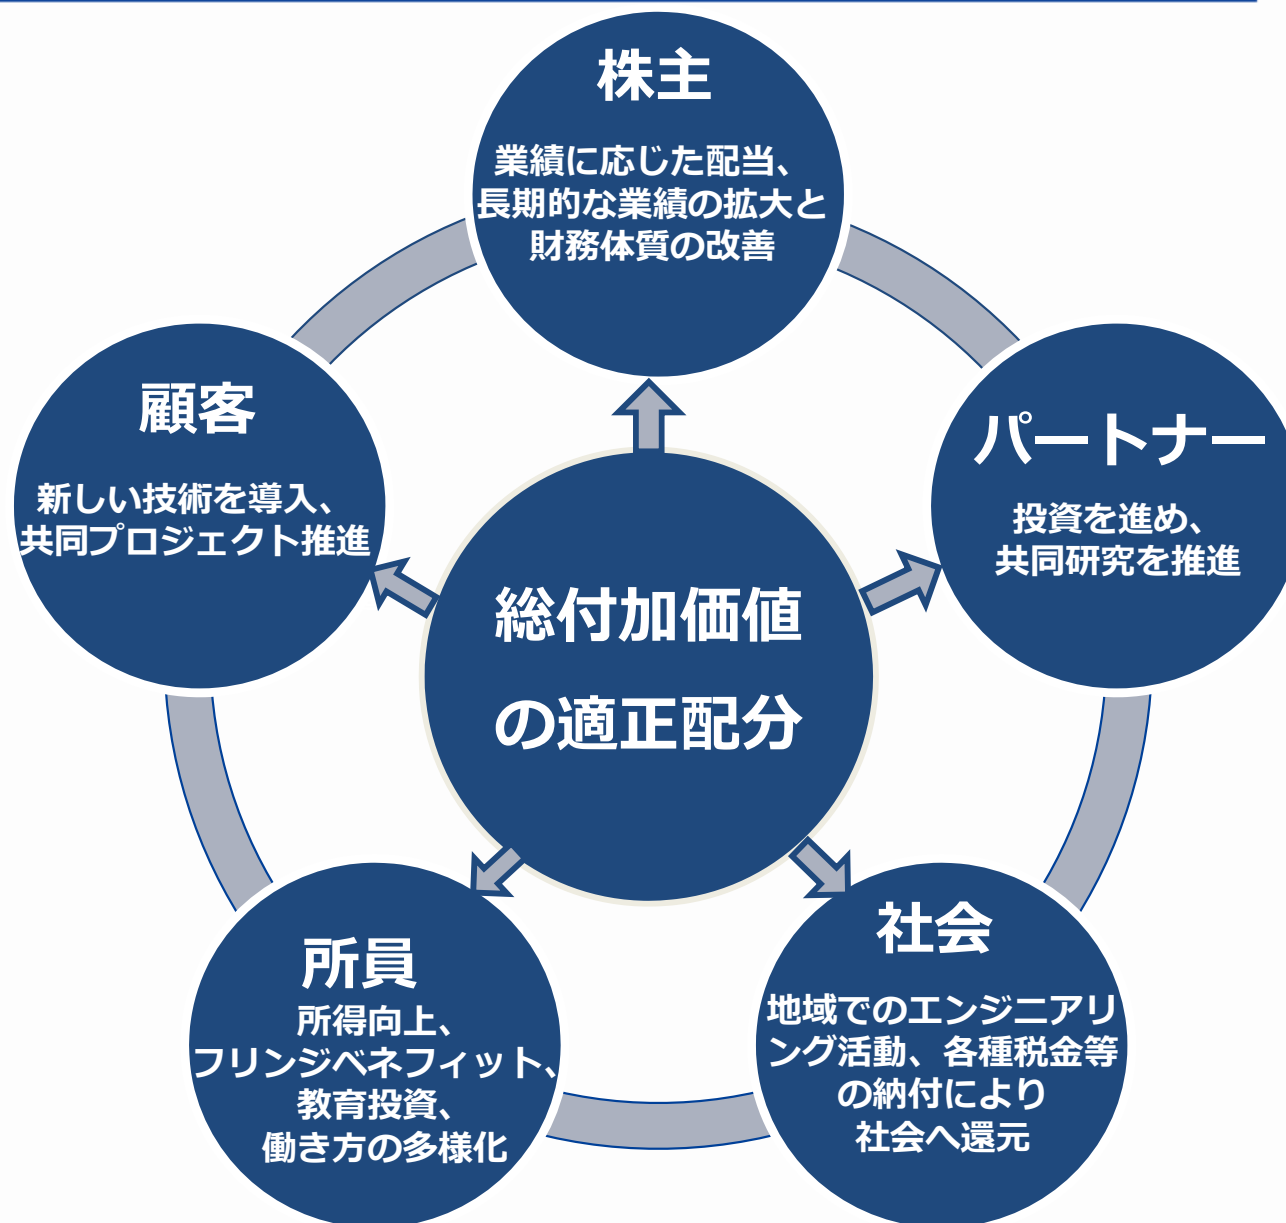 株主
業績に応じた配当、
長期的な業績の拡大と
財務体質の改善
顧客
新しい技術を導入、
共同プロジェクト推進
パートナー
投資を進め、
共同研究を推進
総付加価値
の適正配分
所員
所得向上、
フリンジベネフィット、
教育投資、
働き方の多様化
社会
地域でのエンジニアリ
ング活動、各種税金等
の納付により
社会へ還元